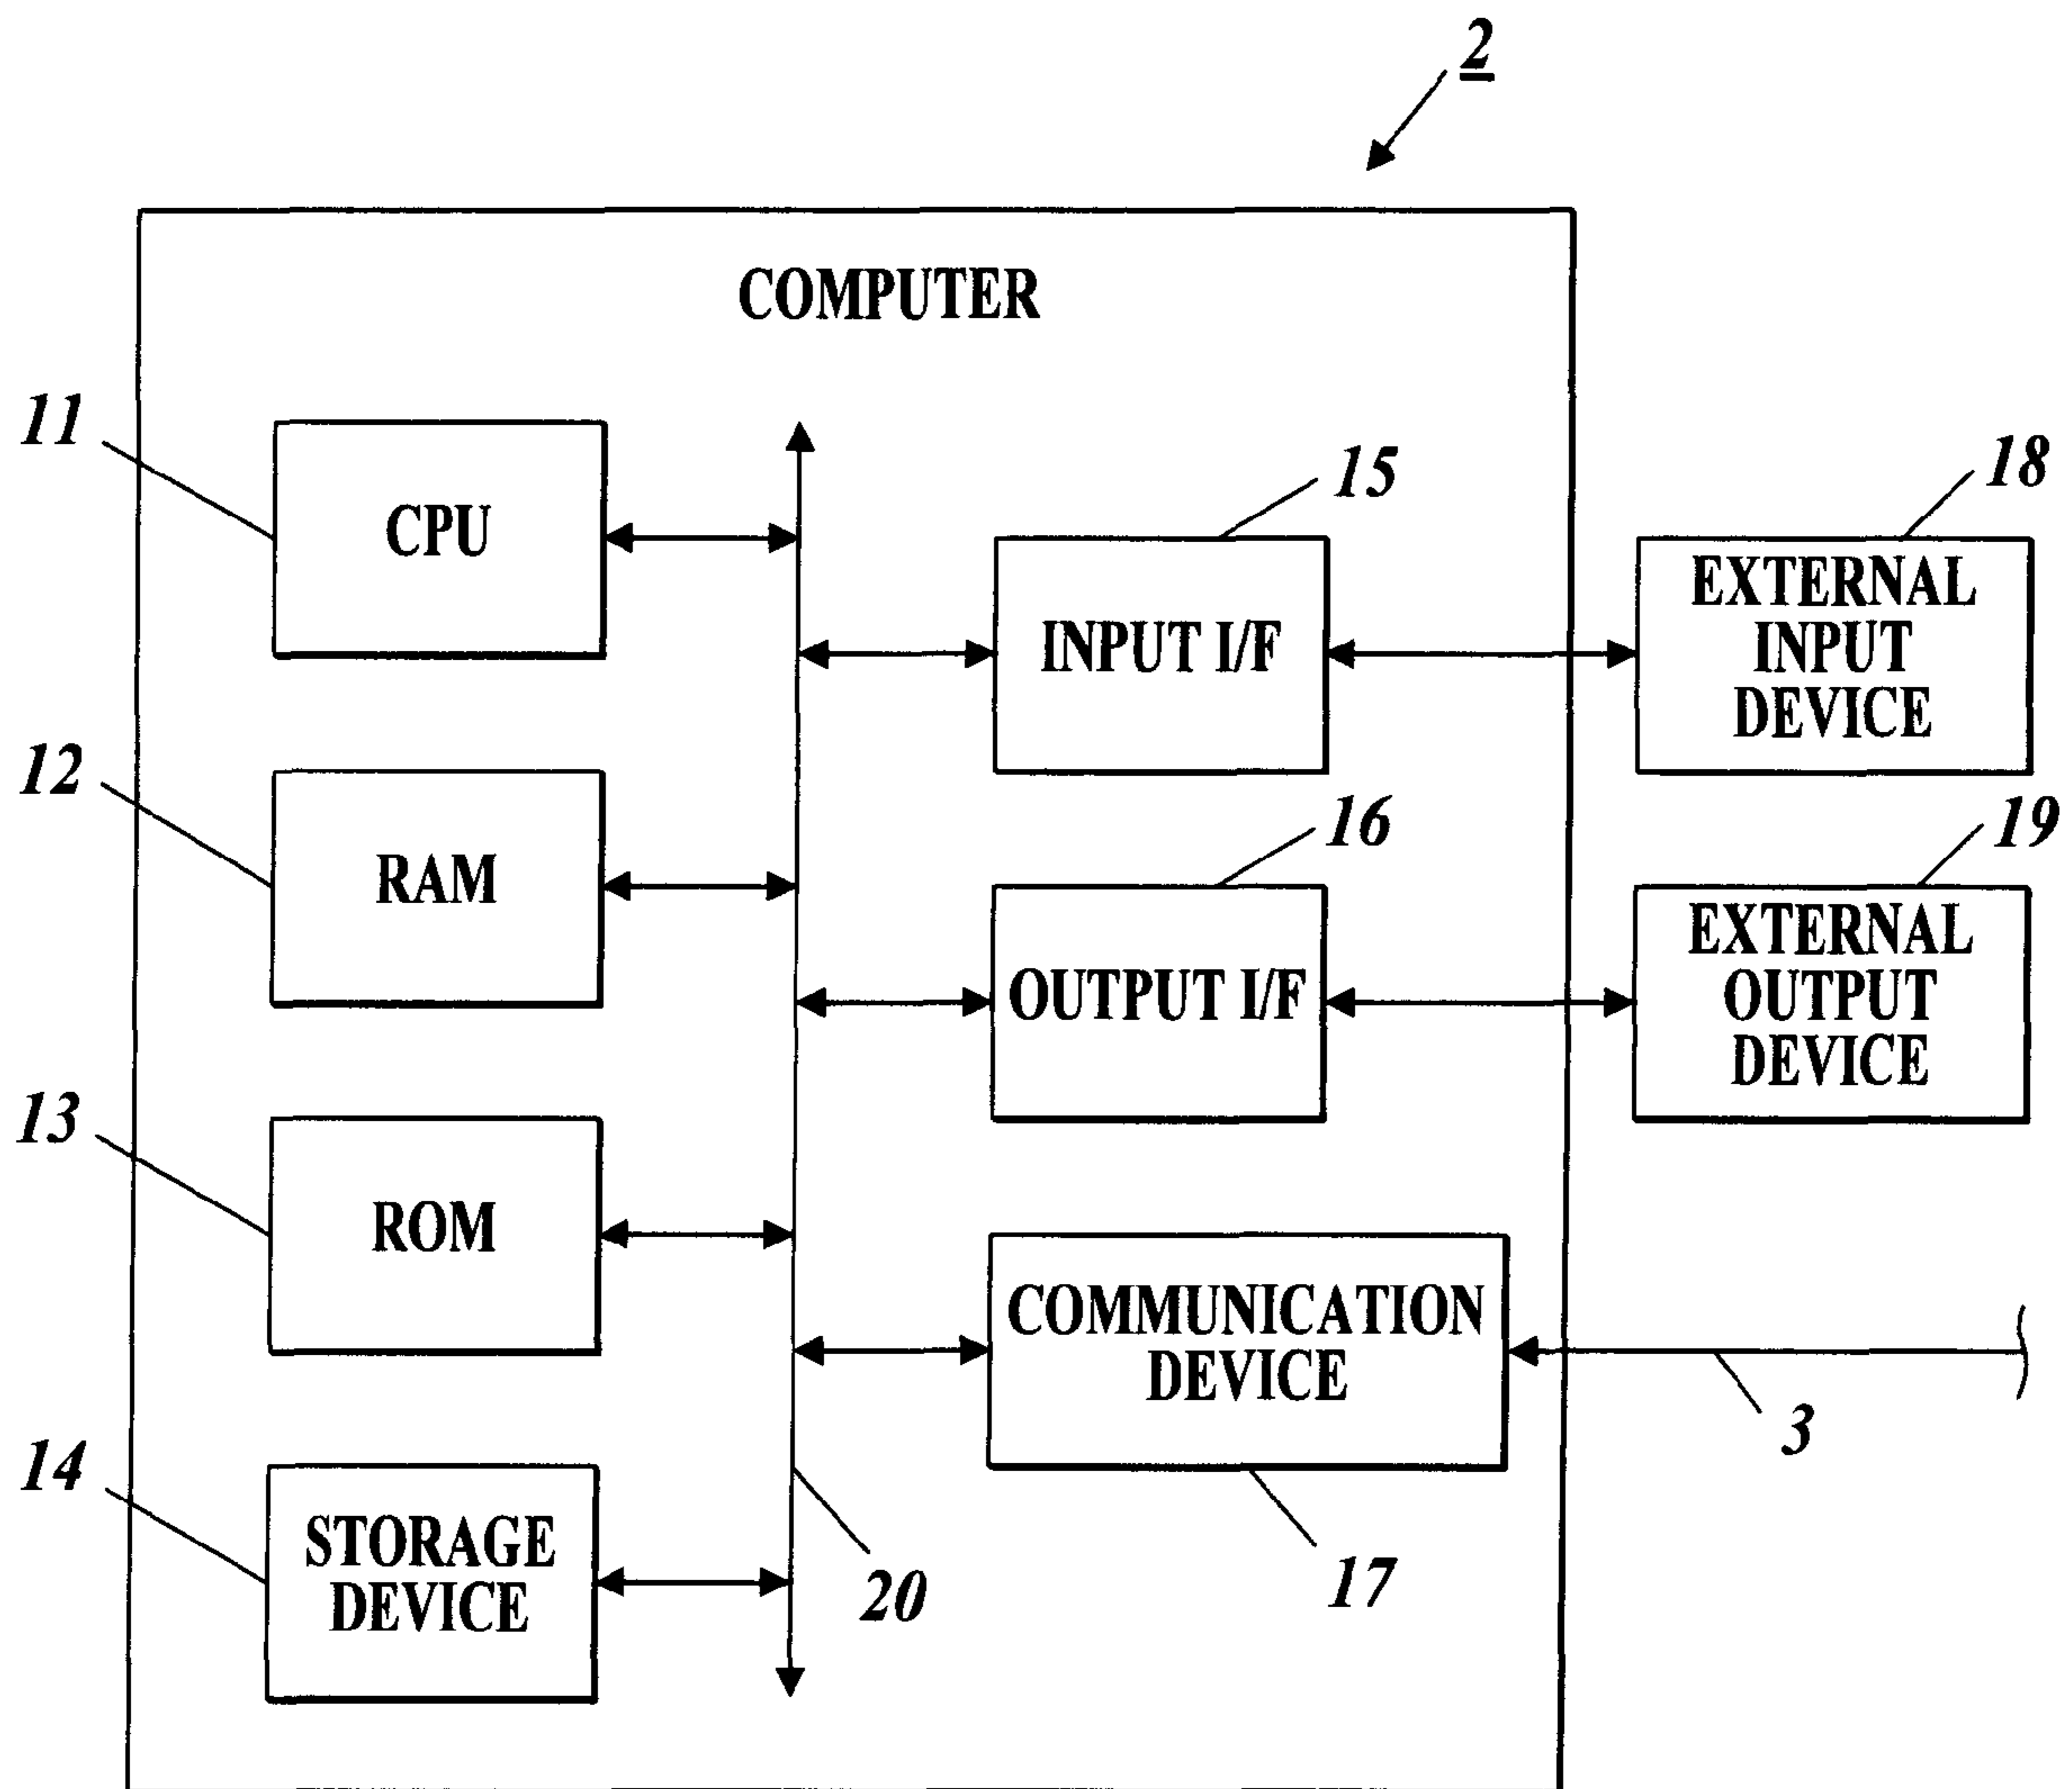 2
COMPUTER
11
CPU
15
18
INPUT I/F
EXTERNAL
INPUT
DEVICE
12
RAM
16
19
OUTPUT I/F
EXTERNAL
OUTPUT
DEVICE
13
ROM
COMMUNICATION
DEVICE
3
14
STORAGE
DEVICE
20
17